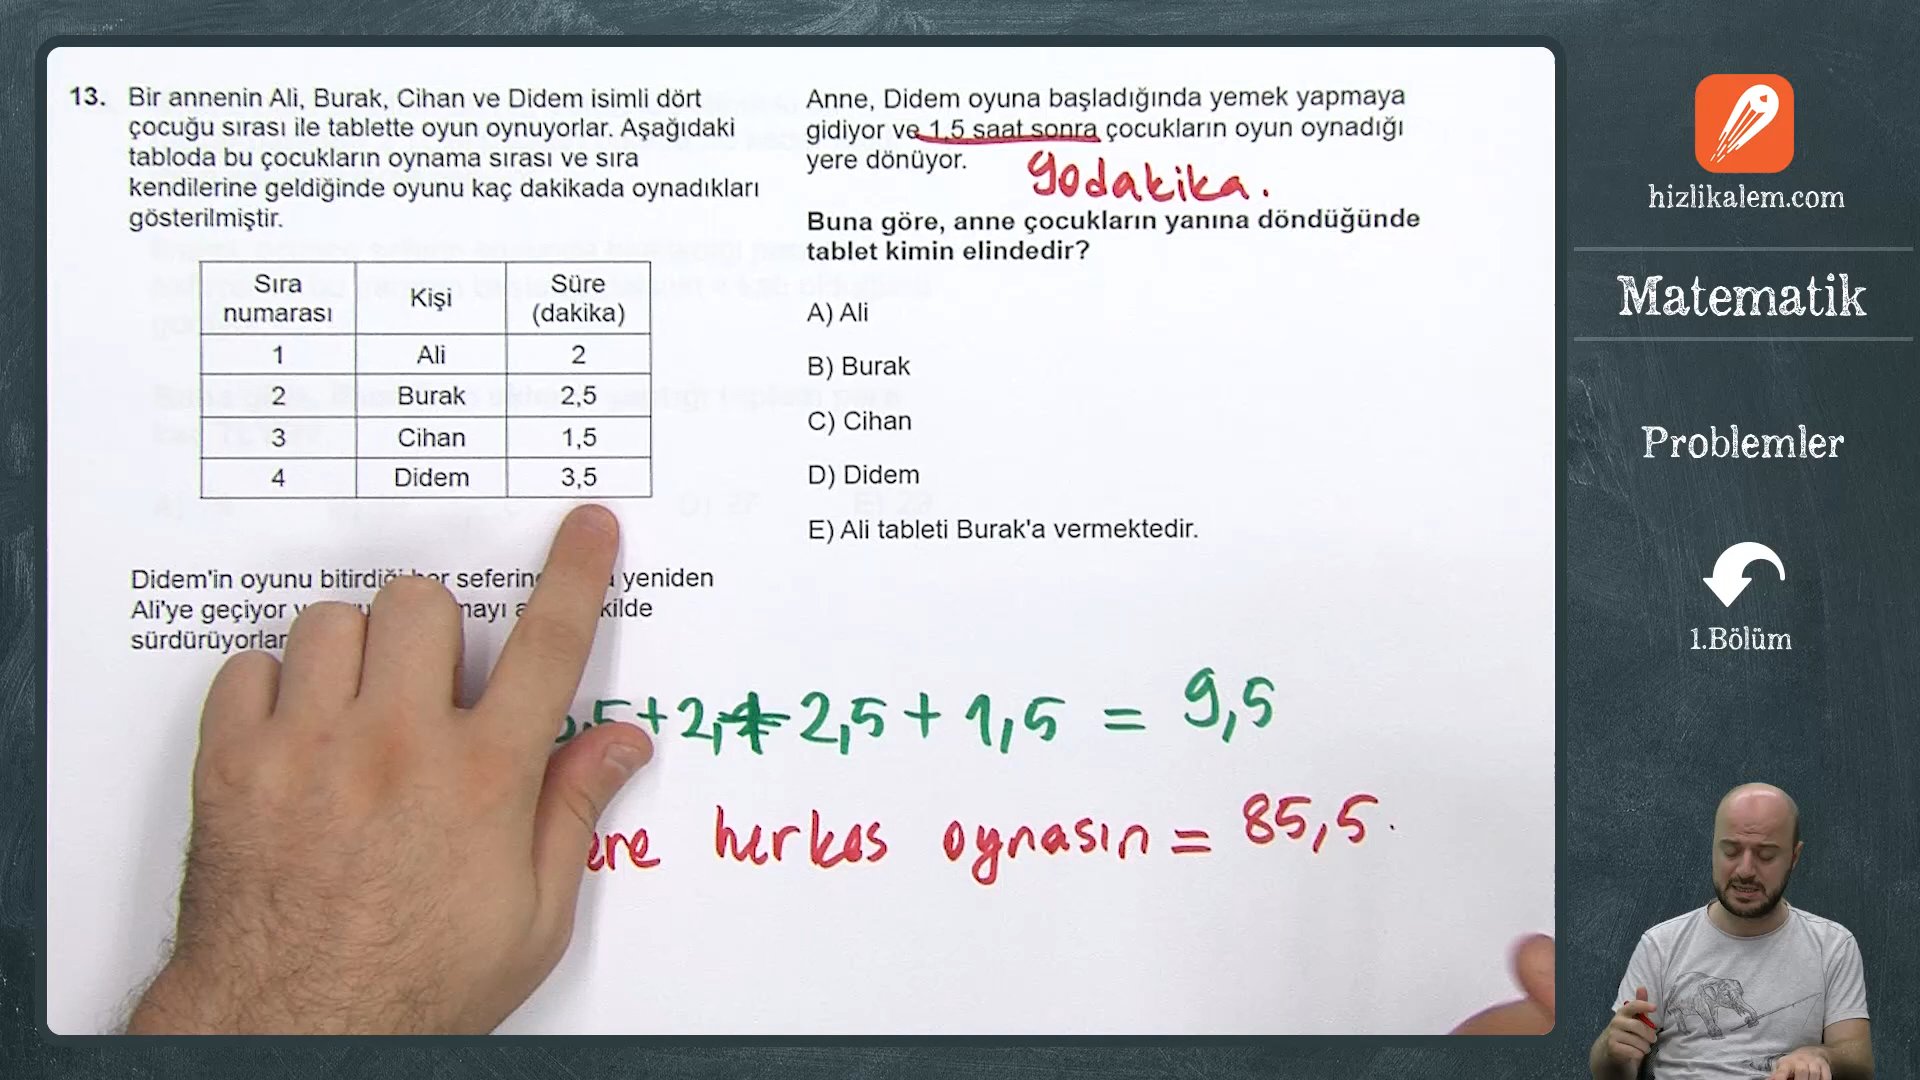 13. Bir annenin Ali, Burak, Cihan ve Didem isimli dört
çocuğu sırası ile tablette oyun oynuyorlar. Aşağıdaki
tabloda bu çocukların oynama sırası ve sıra
kendilerine geldiğinde oyunu kaç dakikada oynadıkları
gösterilmiştir.
Sıra numarası Kişi Süre (dakika)
1 Ali 2
2 Burak 2,5
3 Cihan 1,5
4 Didem 3,5
Didem'in oyunu bitirdiği her yeniden
Ali'ye geçiyor
sürdürüyorlar
Anne, Didem oyuna başladığında yemek yapmaya
gidiyor ve 1,5 saat sonra çocukların oyun oynadığı
yere dönüyor.
90 dakika.
Buna göre, anne çocukların yanına döndüğünde
tablet kimin elindedir?
A) Ali
B) Burak
C) Cihan
D) Didem
E) Ali tableti Burak'a vermektedir.
+ 2,5 + 1,5 = 9,5
herkes oynasın = 85,5.
hizlikalem.com
Matematik
Problemler
1.Bölüm